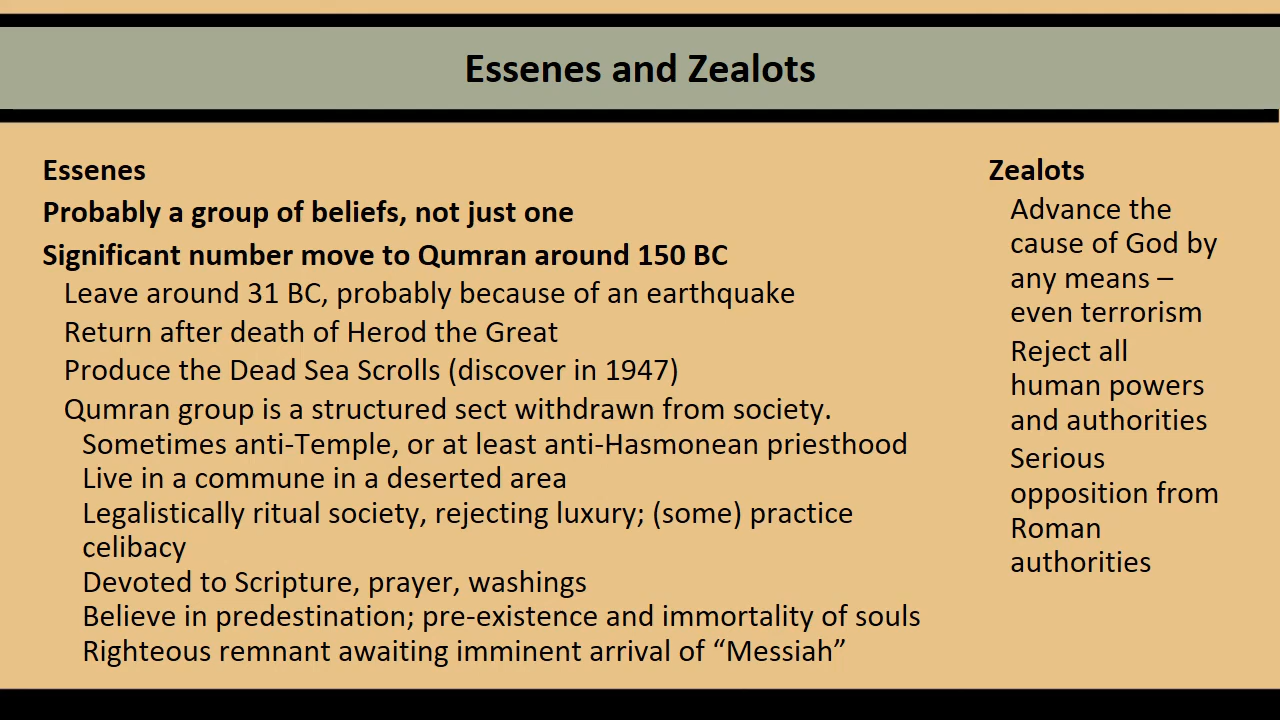 Essenes and Zealots
Essenes
Probably a group of beliefs, not just one
Significant number move to Qumran around 150 BC
Leave around 31 BC, probably because of an earthquake
Return after death of Herod the Great
Produce the Dead Sea Scrolls (discover in 1947)
Qumran group is a structured sect withdrawn from society.
Sometimes anti-Temple, or at least anti-Hasmonean priesthood
Live in a commune in a deserted area
Legalistically ritual society, rejecting luxury; (some) practice
celibacy
Devoted to Scripture, prayer, washings
Believe in predestination; pre-existence and immortality of souls
Righteous remnant awaiting imminent arrival of “Messiah”
Zealots
Advance the
cause of God by
any means –
even terrorism
Reject all
human powers
and authorities
Serious
opposition from
Roman
authorities